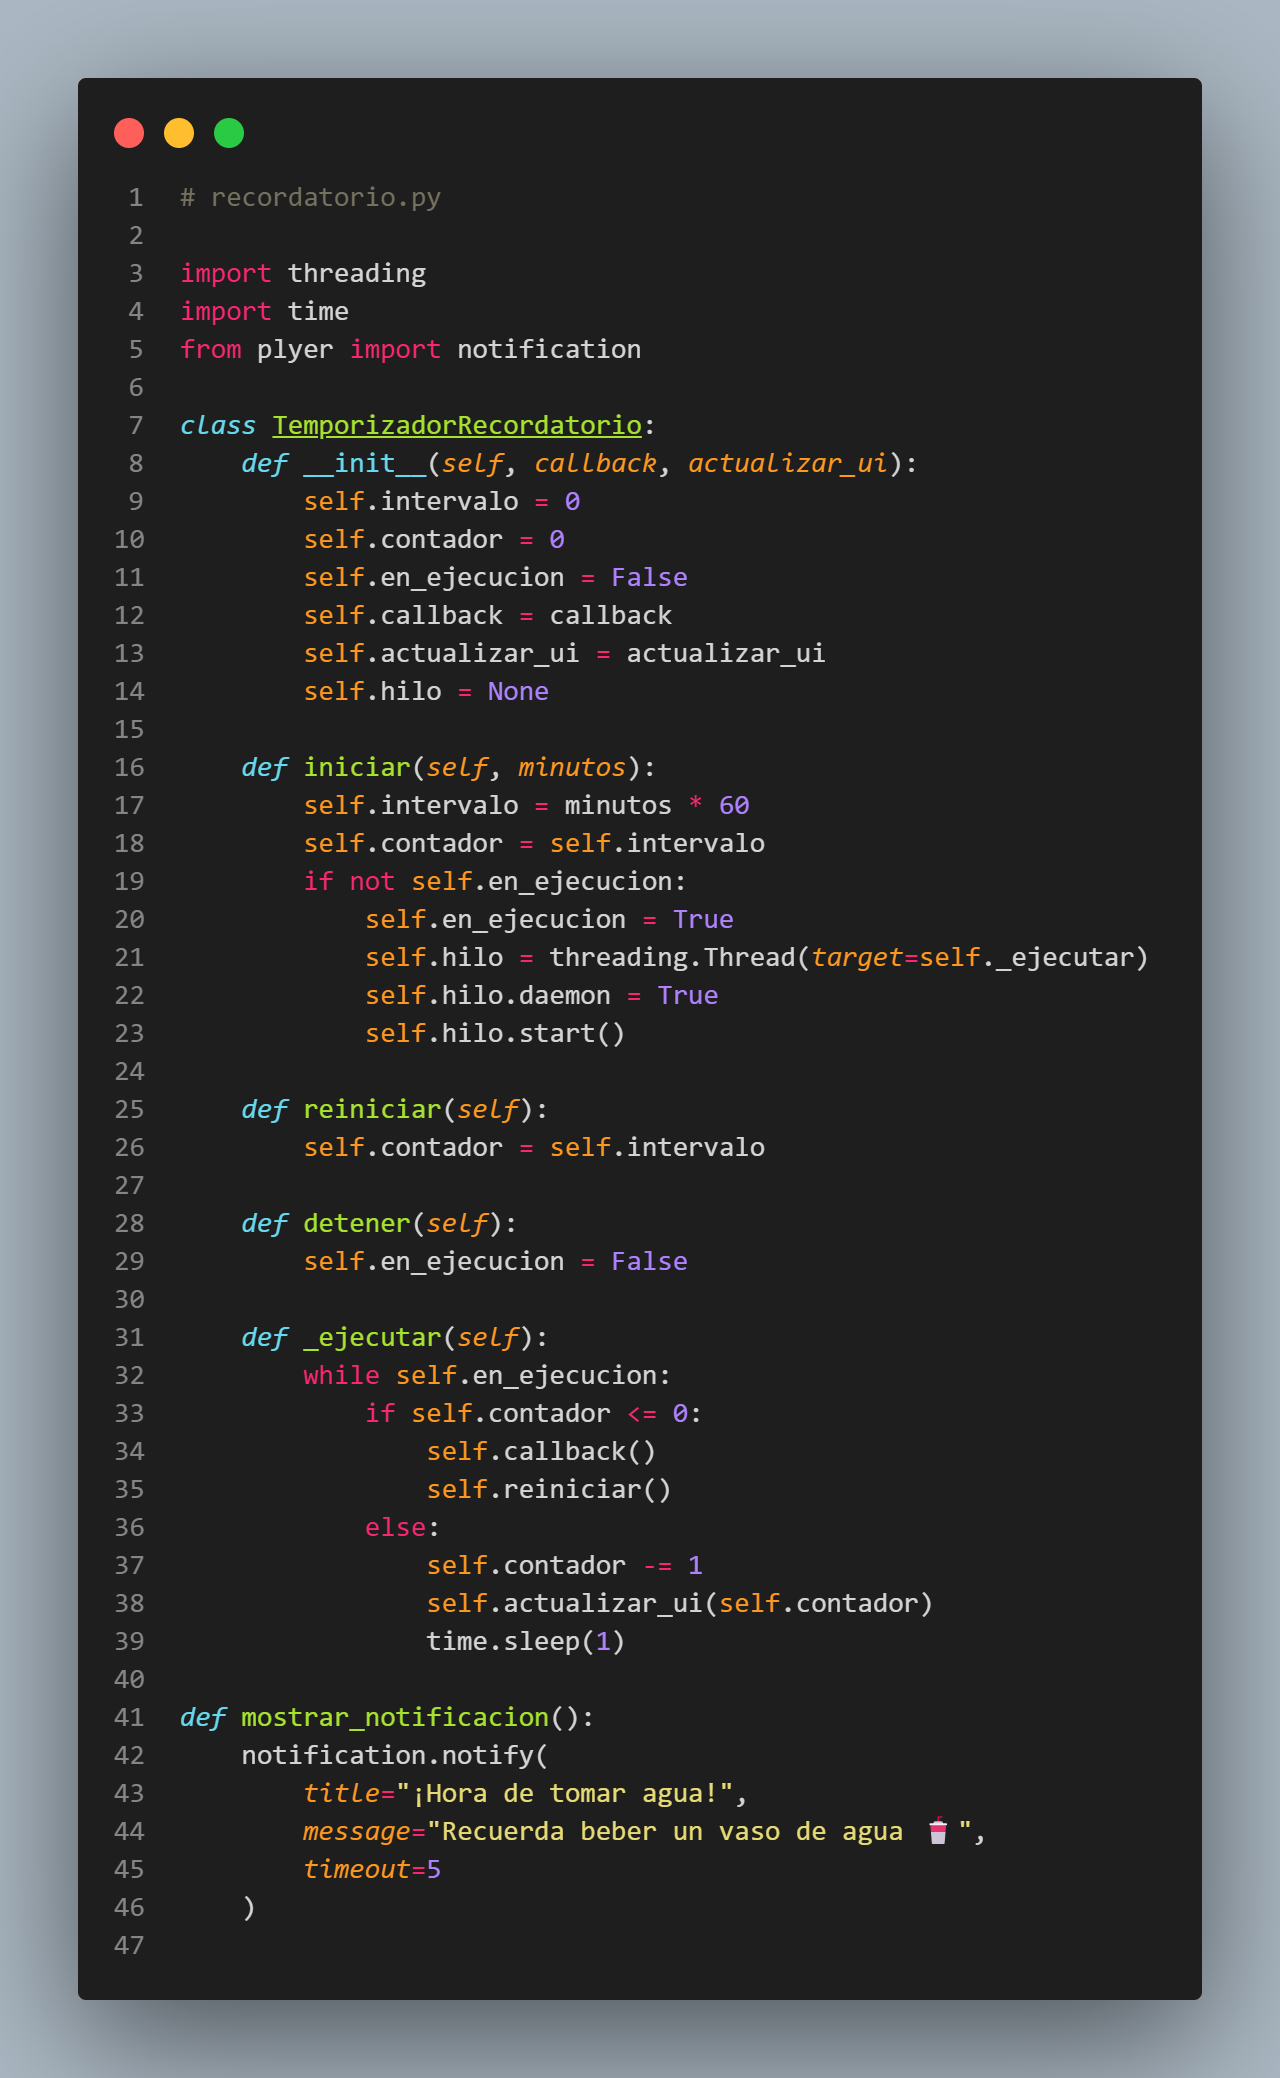 1 # recordatorio.py
2
3 import threading
4 import time
5 from plyer import notification
6
7 class TemporizadorRecordatorio:
8     def __init__(self, callback, actualizar_ui):
9         self.intervalo = 0
10         self.contador = 0
11         self.en_ejecucion = False
12         self.callback = callback
13         self.actualizar_ui = actualizar_ui
14         self.hilo = None
15
16     def iniciar(self, minutos):
17         self.intervalo = minutos * 60
18         self.contador = self.intervalo
19         if not self.en_ejecucion:
20             self.en_ejecucion = True
21             self.hilo = threading.Thread(target=self._ejecutar)
22             self.hilo.daemon = True
23             self.hilo.start()
24
25     def reiniciar(self):
26         self.contador = self.intervalo
27
28     def detener(self):
29         self.en_ejecucion = False
30
31     def _ejecutar(self):
32         while self.en_ejecucion:
33             if self.contador <= 0:
34                 self.callback()
35                 self.reiniciar()
36             else:
37                 self.contador -= 1
38                 self.actualizar_ui(self.contador)
39                 time.sleep(1)
40
41 def mostrar_notificacion():
42     notification.notify(
43         title="¡Hora de tomar agua!",
44         message="Recuerda beber un vaso de agua 🥤",
45         timeout=5
46     )
47